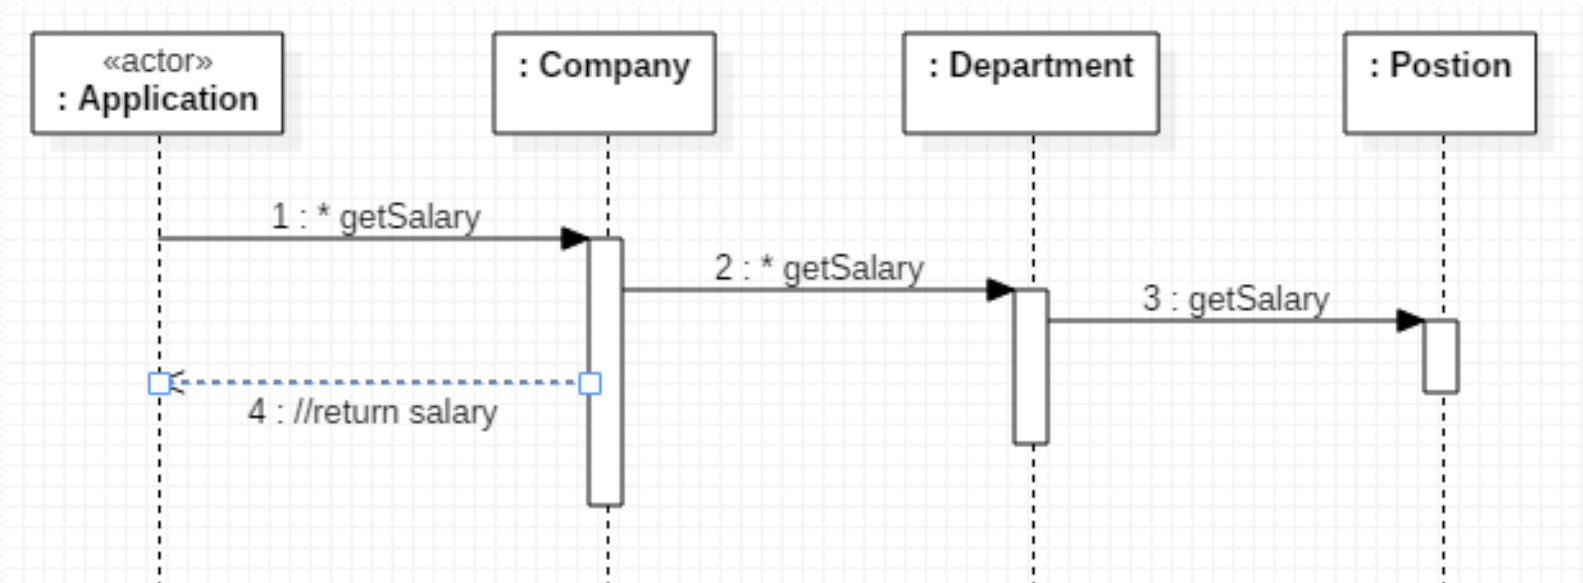 «actor»
: Application
: Company
: Department
: Postion
1 : * getSalary
2 : * getSalary
3 : getSalary
4 : //return salary